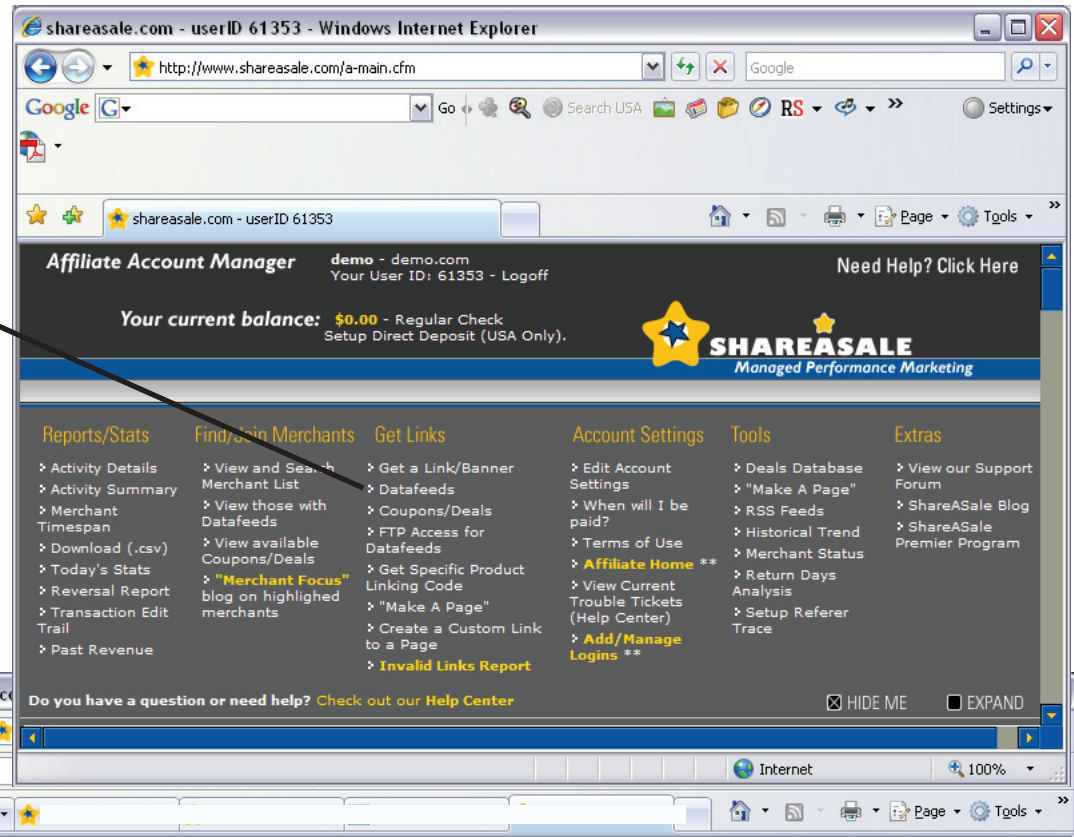 shareasale.com - userID 61353 - Windows Internet Explorer
http://www.shareasale.com/a-main.cfm
Google
Google G
Go
Search USA
RS
»
Settings
shareasale.com - userID 61353
Page
Tools
»
Affiliate Account Manager
demo - demo.com
Your User ID: 61353 - Logoff
Need Help? Click Here
Your current balance:
$0.00 - Regular Check
Setup Direct Deposit (USA Only).
SHAREASALE
Managed Performance Marketing
Reports/Stats
Activity Details
Activity Summary
Merchant
Timespan
Download (.csv)
Today's Stats
Reversal Report
Transaction Edit
Trail
Past Revenue
Find/Join Merchants
View and Search
Merchant List
View those with
Datafeeds
View available
Coupons/Deals
"Merchant Focus"
blog on highlighed
merchants
Get Links
Get a Link/Banner
Datafeeds
Coupons/Deals
FTP Access for
Datafeeds
Get Specific Product
Linking Code
"Make A Page"
Create a Custom Link
to a Page
Invalid Links Report
Account Settings
Edit Account
Settings
When will I be
paid?
Terms of Use
Affiliate Home **
View Current
Trouble Tickets
(Help Center)
Add/Manage
Logins **
Tools
Deals Database
"Make A Page"
RSS Feeds
Historical Trend
Merchant Status
Return Days
Analysis
Setup Referer
Trace
Extras
View our Support
Forum
ShareASale Blog
ShareASale
Premier Program
Do you have a question or need help? Check out our Help Center
HIDE ME
EXPAND
Internet
100%
Page
Tools
»